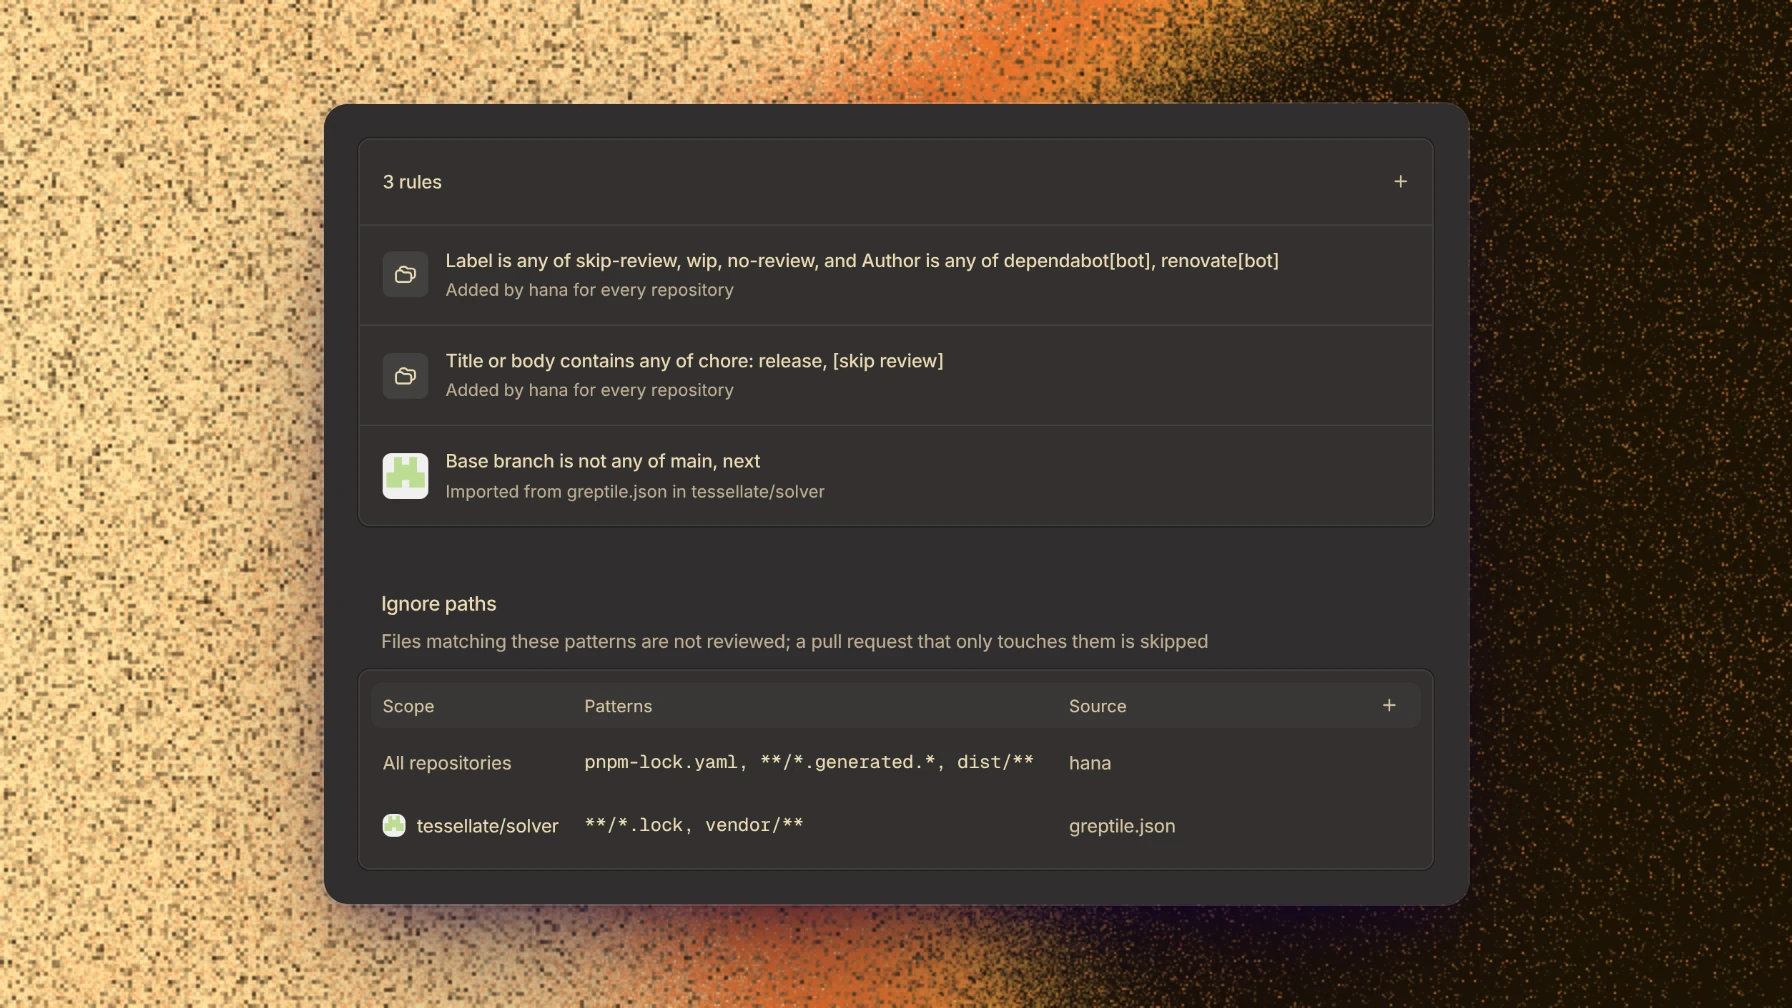 3 rules
Label is any of skip-review, wip, no-review, and Author is any of dependabot[bot], renovate[bot]
Added by hana for every repository
Title or body contains any of chore: release, [skip review]
Added by hana for every repository
Base branch is not any of main, next
Imported from greptile.json in tessellate/solver
Ignore paths
Files matching these patterns are not reviewed; a pull request that only touches them is skipped
Scope Patterns Source
All repositories pnpm-lock.yaml, **/*.generated.*, dist/** hana
tessellate/solver **/*.lock, vendor/** greptile.json